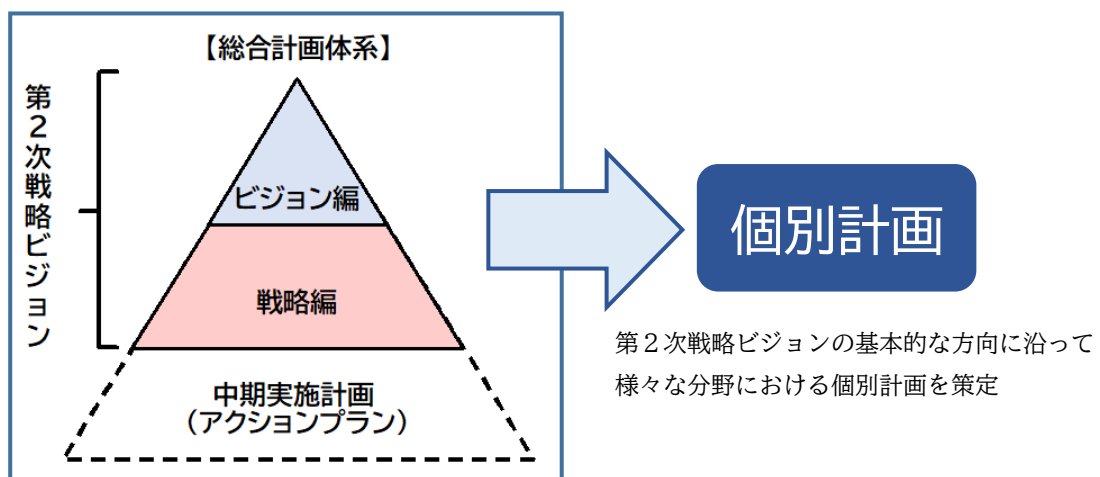 【総合計画体系】
第２次戦略ビジョン
ビジョン編
戦略編
中期実施計画
（アクションプラン）
個別計画
第２次戦略ビジョンの基本的な方向に沿って
様々な分野における個別計画を策定